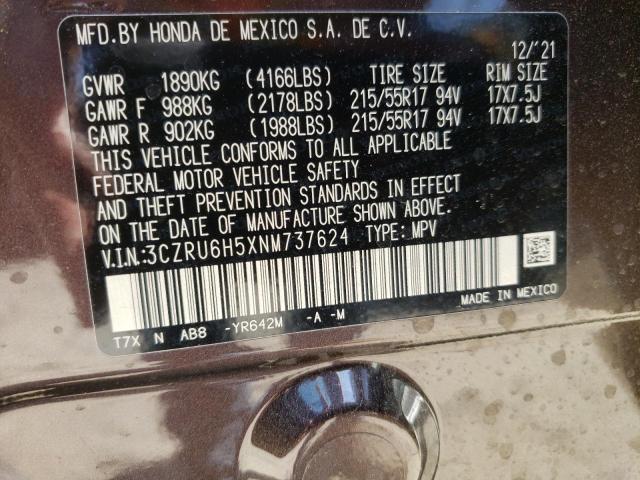 MFD.BY HONDA DE MEXICO S.A. DE C.V.
12/'21
GVWR 1890KG (4166LBS) TIRE SIZE RIM SIZE
GAWR F 988KG (2178LBS) 215/55R17 94V 17X7.5J
GAWR R 902KG (1988LBS) 215/55R17 94V 17X7.5J
THIS VEHICLE CONFORMS TO ALL APPLICABLE
FEDERAL MOTOR VEHICLE SAFETY
AND THEFT PREVENTION STANDARDS IN EFFECT
ON THE DATE OF MANUFACTURE SHOWN ABOVE.
V.I.N.:3CZRU6H5XNM737624 TYPE: MPV
MADE IN MEXICO
T7X N AB8 -YR642M -A -M